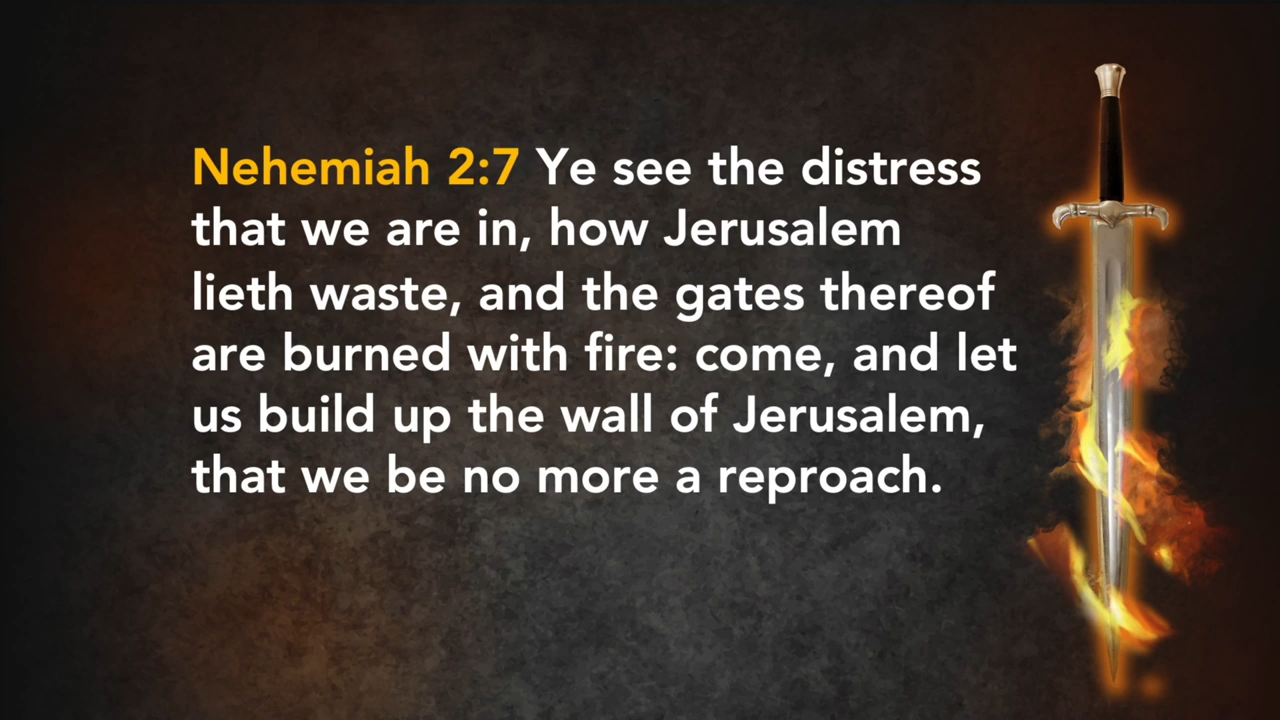 Nehemiah 2:7 Ye see the distress
that we are in, how Jerusalem
lieth waste, and the gates thereof
are burned with fire: come, and let
us build up the wall of Jerusalem,
that we be no more a reproach.